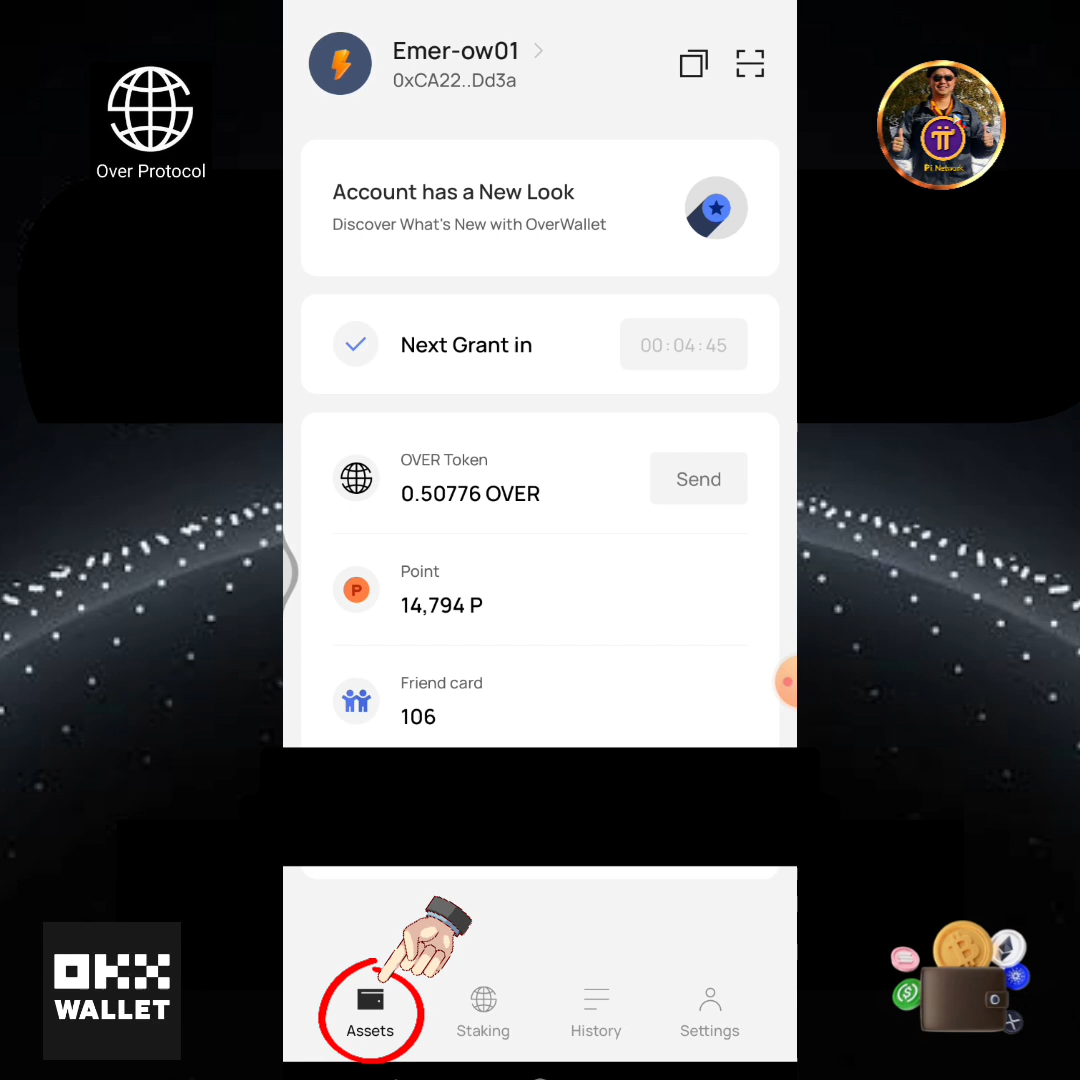 Emer-ow01
0xCA22..Dd3a
Over Protocol
Pi Network
Account has a New Look
Discover What's New with OverWallet
Next Grant in
00:04:45
OVER Token
0.50776 OVER
Send
P
Point
14,794 P
Friend card
106
OKX
WALLET
Assets
Staking
History
Settings